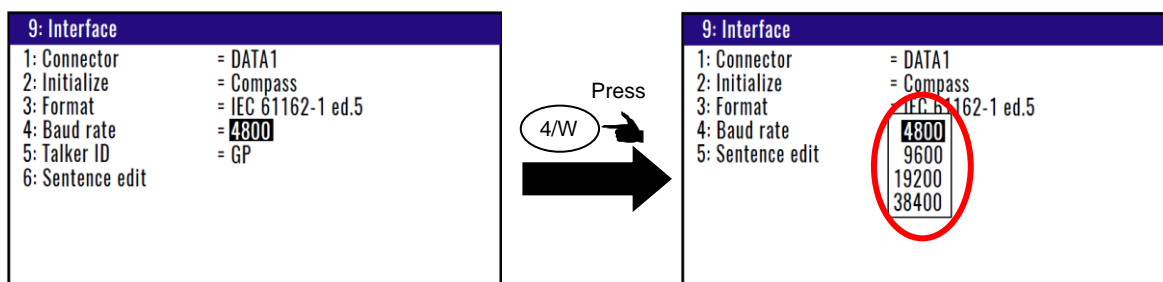 9: Interface
1: Connector = DATA1
2: Initialize = Compass
3: Format = IEC 61162-1 ed.5
4: Baud rate = 4800
5: Talker ID = GP
6: Sentence edit
Press
4/W
9: Interface
1: Connector = DATA1
2: Initialize = Compass
3: Format = IEC 61162-1 ed.5
4: Baud rate 4800
5: Sentence edit 9600
19200
38400